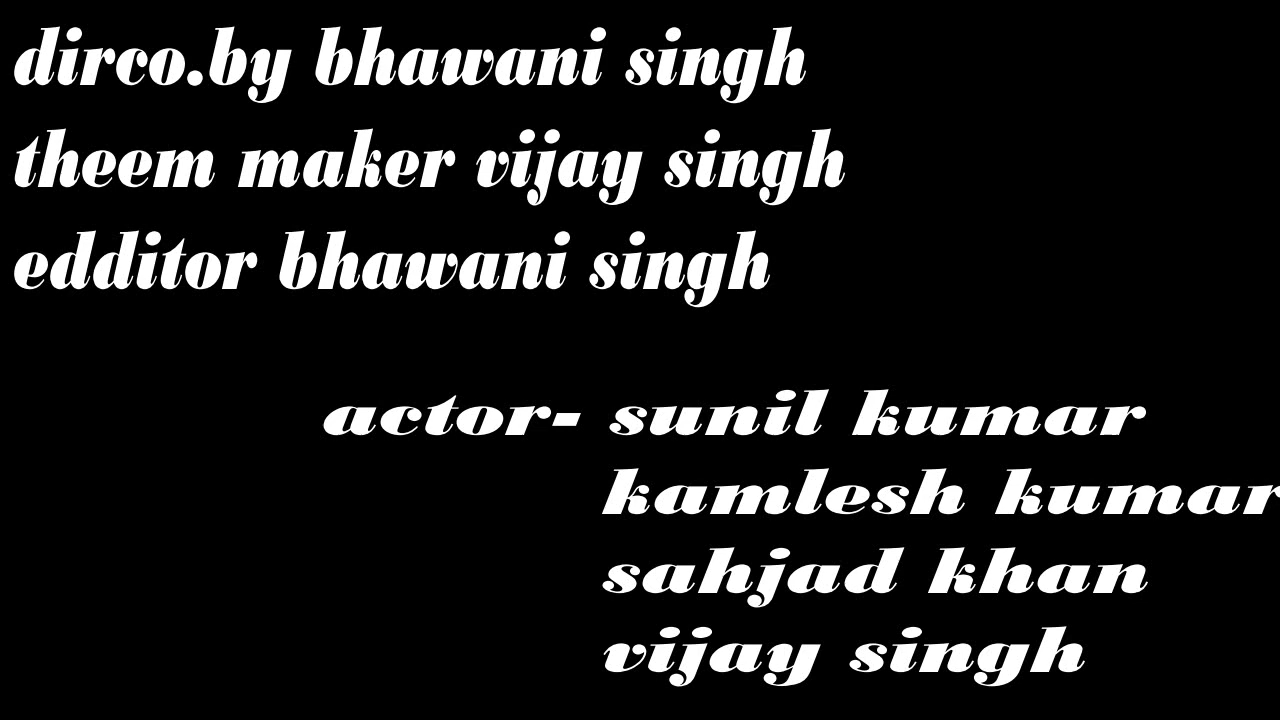 dirco.by bhawani singh
theem maker vijay singh
edditor bhawani singh
actor- sunil kumar
kamlesh kumar
sahjad khan
vijay singh